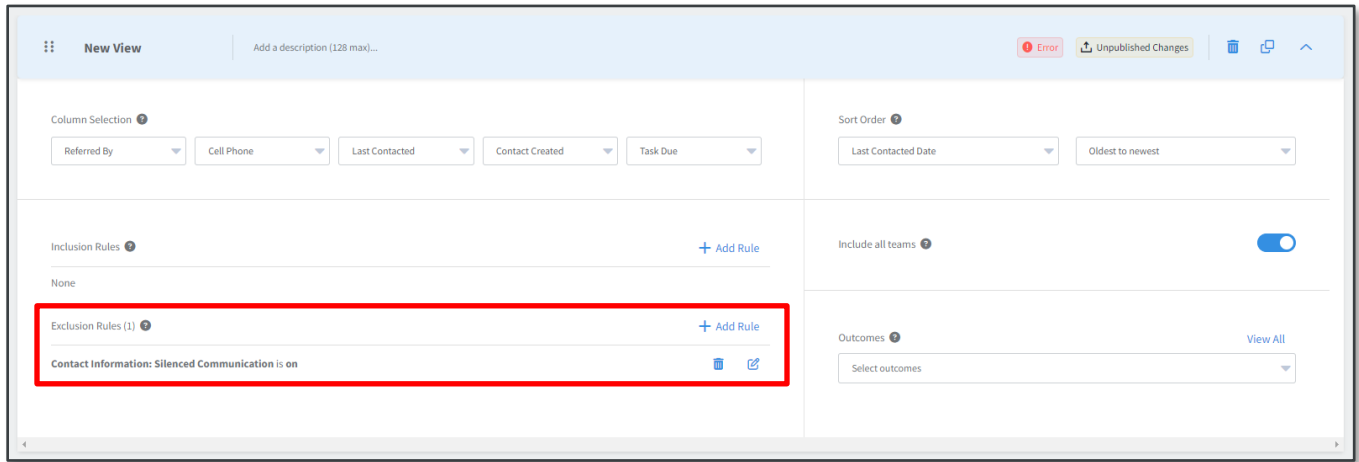 New View
Add a description (128 max)...
Error
Unpublished Changes
Column Selection
Referred By
Cell Phone
Last Contacted
Contact Created
Task Due
Sort Order
Last Contacted Date
Oldest to newest
Inclusion Rules
+ Add Rule
None
Include all teams
Exclusion Rules (1)
+ Add Rule
Contact Information: Silenced Communication is on
Outcomes
View All
Select outcomes